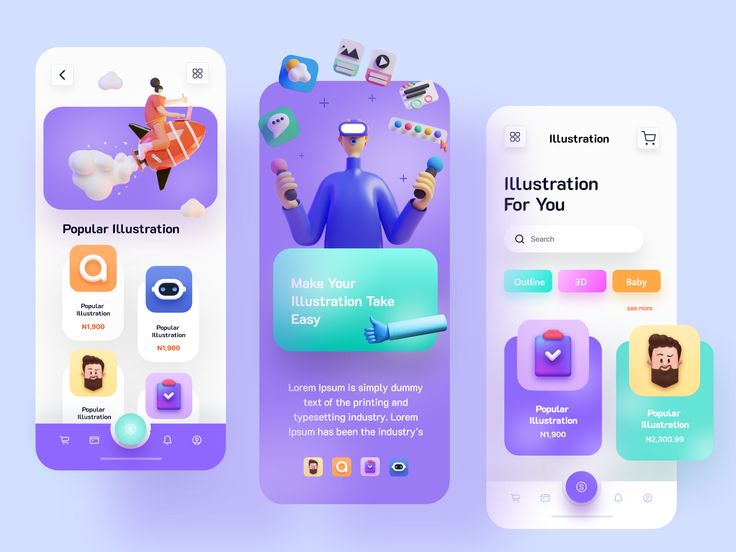 Popular Illustration
Popular
Illustration
N1,900
Popular
Illustration
N1,900
Popular
Illustration
Make Your
Illustration Take
Easy
Lorem Ipsum is simply dummy
text of the printing and
typesetting industry. Lorem
Ipsum has been the industry's
Illustration
Illustration
For You
Search
Outline
3D
Baby
see more
Popular
Illustration
N1,900
Popular
Illustration
N2,300.99